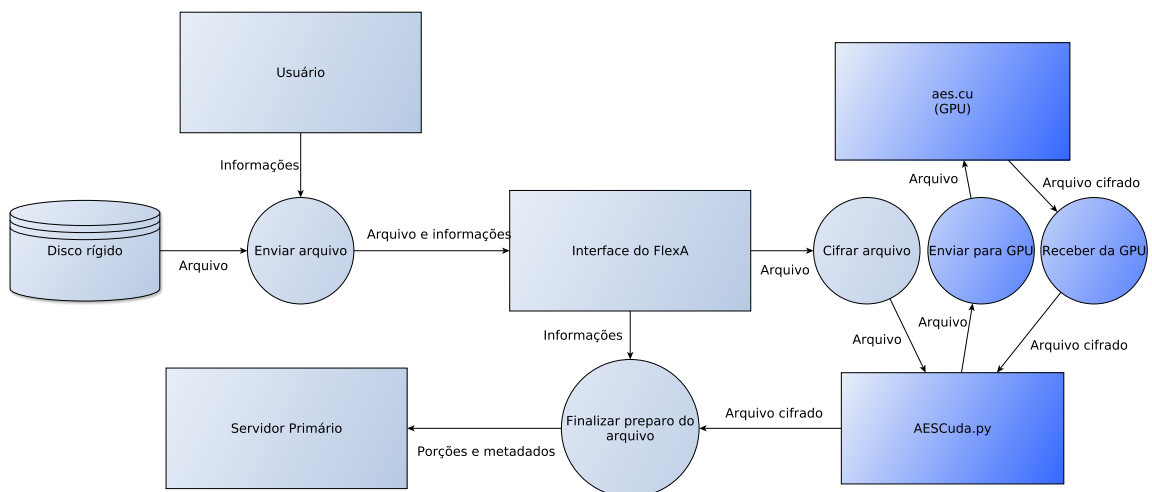 Usuário
aes.cu
(GPU)
Informações
Arquivo
Arquivo cifrado
Arquivo e informações
Disco rígido
Enviar arquivo
Interface do FlexA
Cifrar arquivo
Enviar para GPU
Receber da GPU
Arquivo
Arquivo
Informações
Arquivo
Arquivo
Arquivo cifrado
Finalizar preparo do
arquivo
Arquivo cifrado
Servidor Primário
AESCuda.py
Porções e metadados